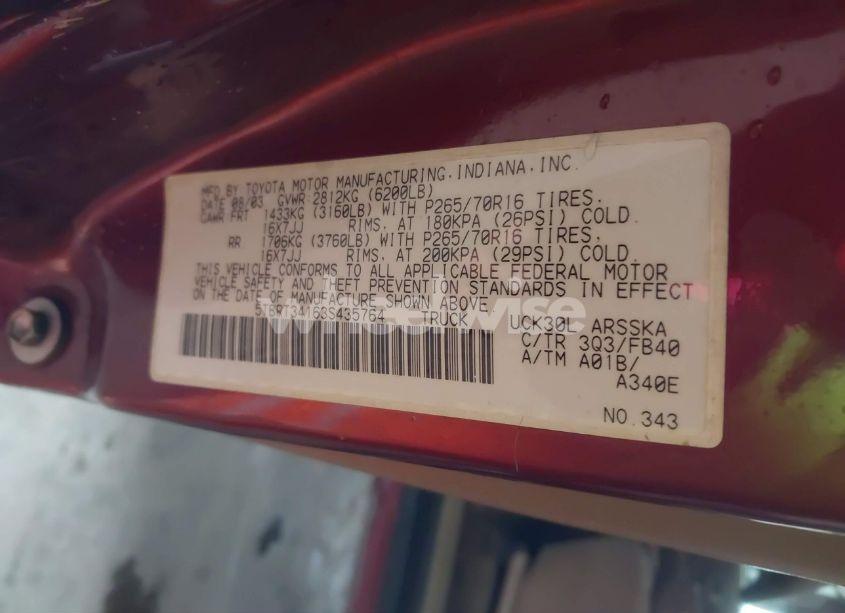 MFD BY TOYOTA MOTOR MANUFACTURING, INDIANA, INC.
DATE 08/03 GVWR 2812KG (6200LB)
GAWR FRT 1433KG (3160LB) WITH P265/70R16 TIRES.
16X7JJ RIMS. AT 180KPA (26PSI) COLD.
RR 1706KG (3760LB) WITH P265/70R16 TIRES.
16X7JJ RIMS. AT 200KPA (29PSI) COLD.
THIS VEHICLE CONFORMS TO ALL APPLICABLE FEDERAL MOTOR
VEHICLE SAFETY AND THEFT PREVENTION STANDARDS IN EFFECT
ON THE DATE OF MANUFACTURE SHOWN ABOVE
5TBRT34163S435764 TRUCK UCK30L ARSSKA
C/TR 3Q3/FB40
A/TM A01B/
A340E
NO.343
wheelwise